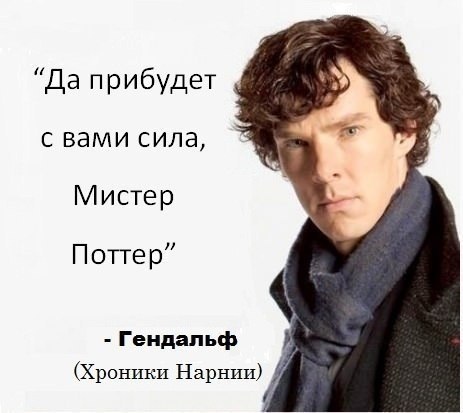 “Да прибудет
с вами сила,
Мистер
Поттер”
- Гендальф
(Хроники Нарнии)